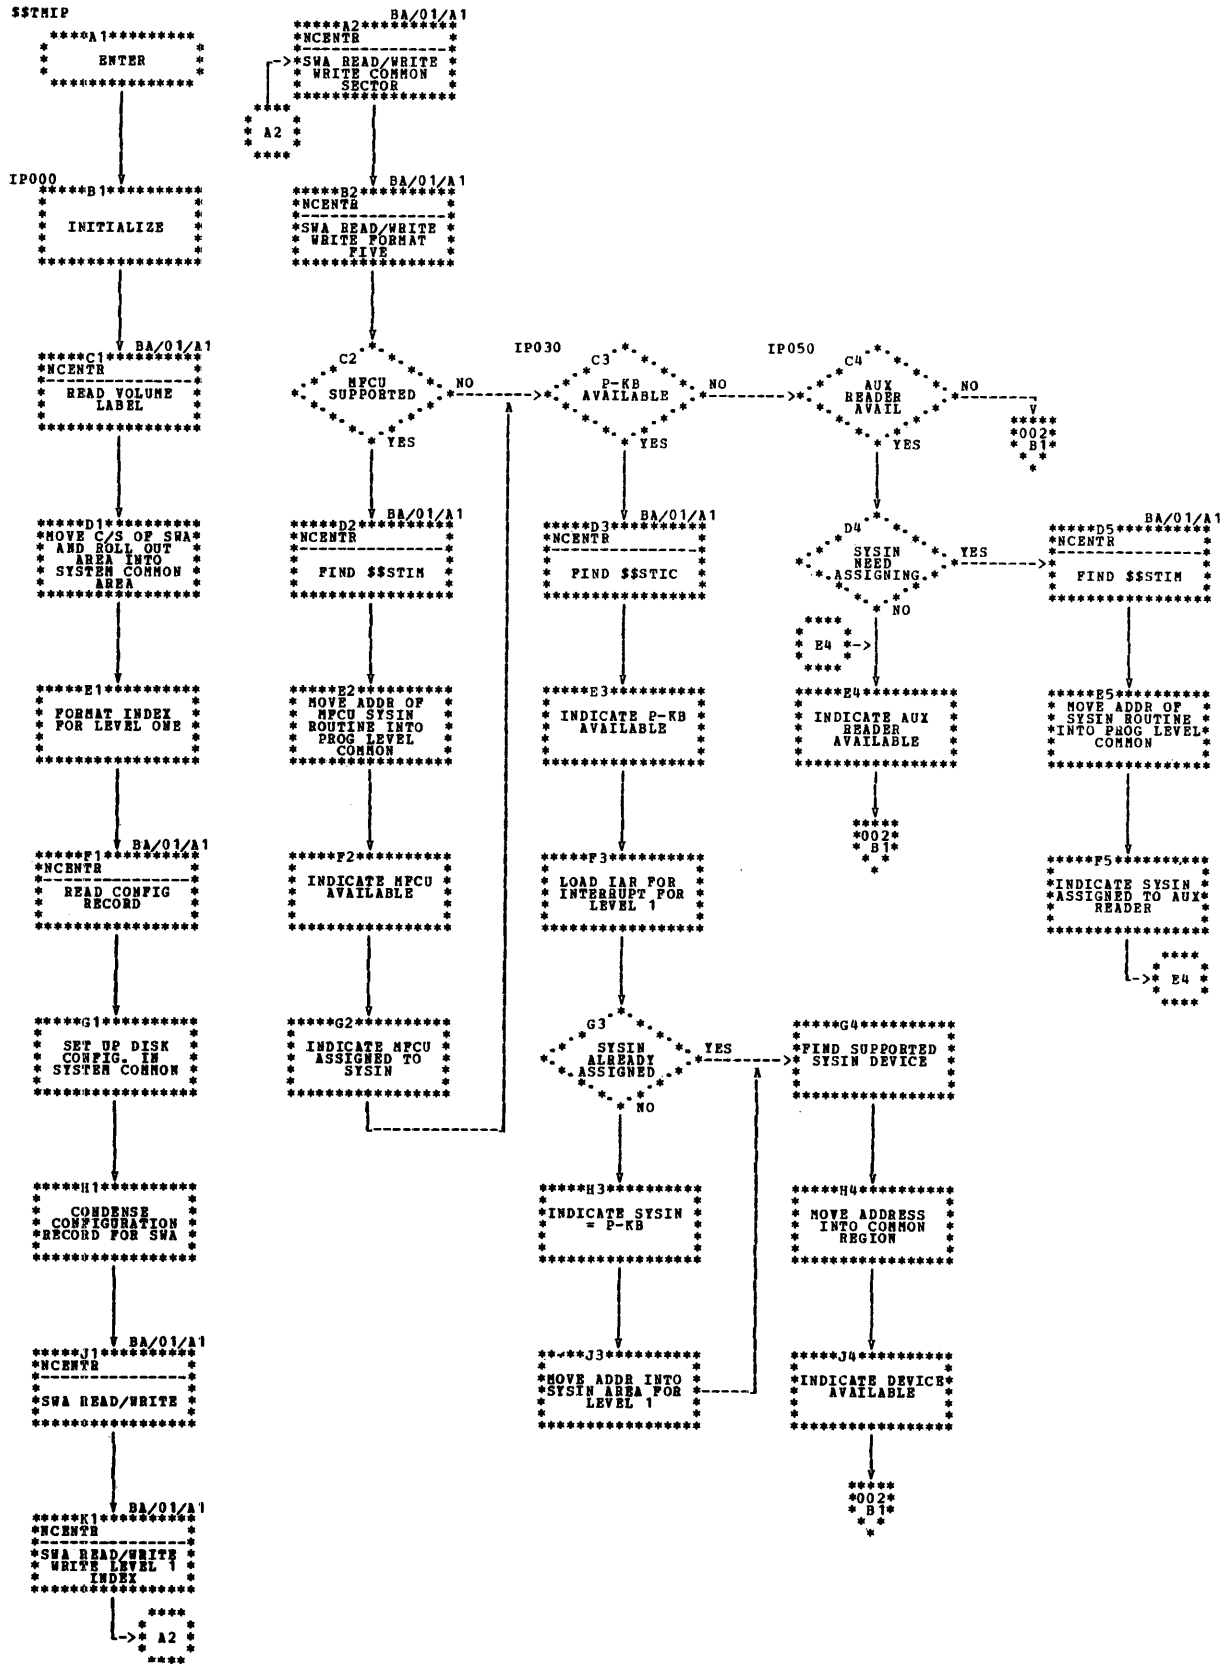 $$TMIP
A1
ENTER
IP000
B1
INITIALIZE
BA/01/A1
C1
NCENTR
READ VOLUME
LABEL
D1
MOVE C/S OF SWA
AND ROLL OUT
AREA INTO
SYSTEM COMMON
AREA
E1
FORMAT INDEX
FOR LEVEL ONE
BA/01/A1
F1
NCENTR
READ CONFIG
RECORD
G1
SET UP DISK
CONFIG. IN
SYSTEM COMMON
H1
CONDENSE
CONFIGURATION
RECORD FOR SWA
BA/01/A1
J1
NCENTR
SWA READ/WRITE
BA/01/A1
K1
NCENTR
SWA READ/WRITE
WRITE LEVEL 1
INDEX
A2
BA/01/A1
A2
NCENTR
SWA READ/WRITE
WRITE COMMON
SECTOR
A2
BA/01/A1
B2
NCENTR
SWA READ/WRITE
WRITE FORMAT
FIVE
C2
MFCU
SUPPORTED
NO
YES
BA/01/A1
D2
NCENTR
FIND $$STIM
E2
MOVE ADDR OF
MFCU SYSIN
ROUTINE INTO
PROG LEVEL
COMMON
F2
INDICATE MFCU
AVAILABLE
G2
INDICATE MFCU
ASSIGNED TO
SYSIN
IP030
C3
P-KB
AVAILABLE
NO
YES
BA/01/A1
D3
NCENTR
FIND $$STIC
E3
INDICATE P-KB
AVAILABLE
F3
LOAD IAR FOR
INTERRUPT FOR
LEVEL 1
G3
SYSIN
ALREADY
ASSIGNED
YES
NO
H3
INDICATE SYSIN
= P-KB
J3
MOVE ADDR INTO
SYSIN AREA FOR
LEVEL 1
IP050
C4
AUX
READER
AVAIL
NO
YES
002
B1
D4
SYSIN
NEED
ASSIGNING
YES
NO
E4
E4
INDICATE AUX
READER
AVAILABLE
002
B1
G4
FIND SUPPORTED
SYSIN DEVICE
H4
MOVE ADDRESS
INTO COMMON
REGION
J4
INDICATE DEVICE
AVAILABLE
002
B1
BA/01/A1
D5
NCENTR
FIND $$STIM
E5
MOVE ADDR OF
SYSIN ROUTINE
INTO PROG LEVEL
COMMON
F5
INDICATE SYSIN
ASSIGNED TO AUX
READER
E4